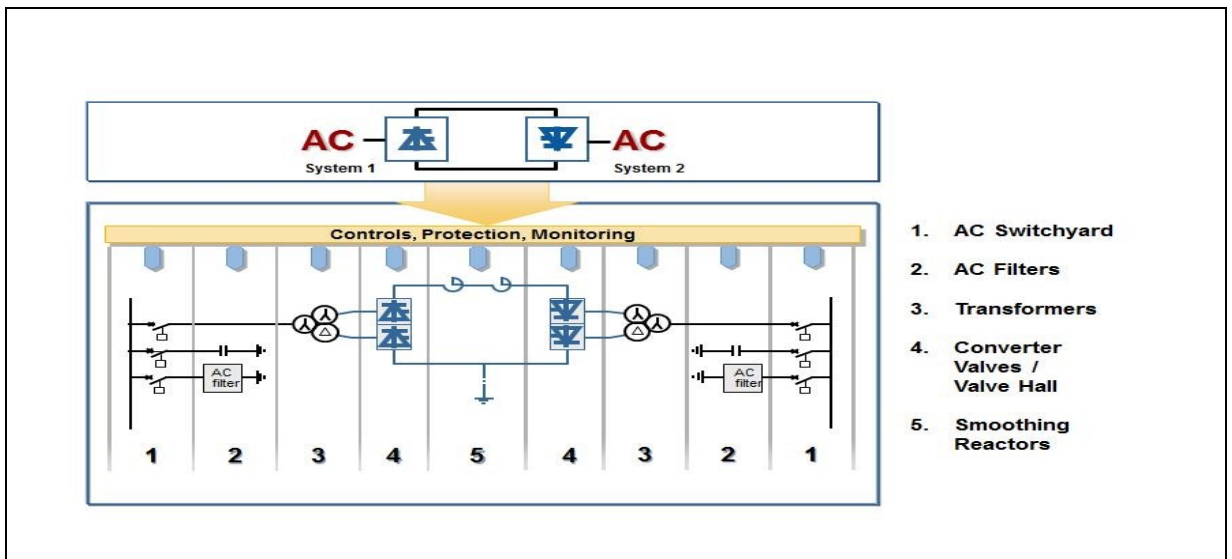 AC
System 1
AC
System 2
Controls, Protection, Monitoring
AC
filter
AC
filter
1 2 3 4 5 4 3 2 1
1. AC Switchyard
2. AC Filters
3. Transformers
4. Converter
Valves /
Valve Hall
5. Smoothing
Reactors